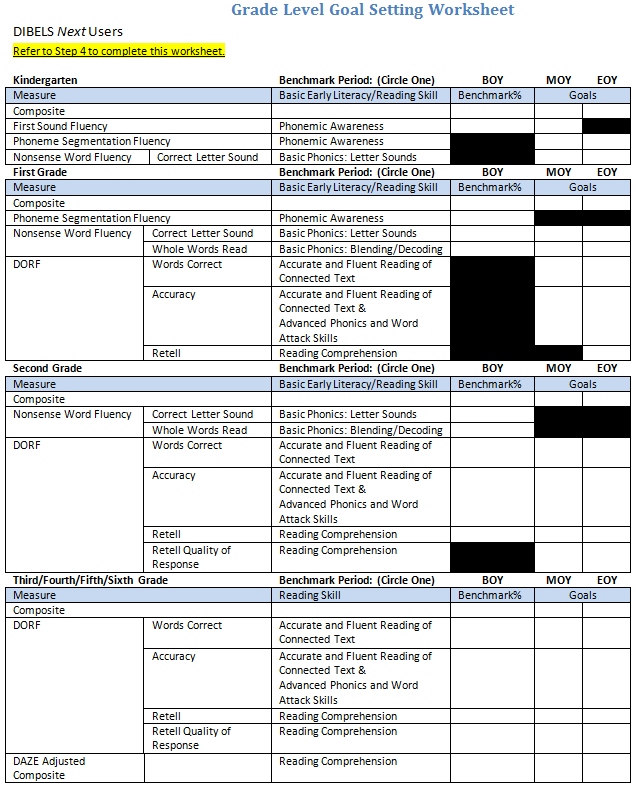 Grade Level Goal Setting Worksheet
DIBELS Next Users
Refer to Step 4 to complete this worksheet.
Kindergarten Benchmark Period: (Circle One) BOY MOY EOY
Measure Basic Early Literacy/Reading Skill Benchmark% Goals
Composite
First Sound Fluency Phonemic Awareness
Phoneme Segmentation Fluency Phonemic Awareness
Nonsense Word Fluency Correct Letter Sound Basic Phonics: Letter Sounds
First Grade Benchmark Period: (Circle One) BOY MOY EOY
Measure Basic Early Literacy/Reading Skill Benchmark% Goals
Composite
Phoneme Segmentation Fluency Phonemic Awareness
Nonsense Word Fluency Correct Letter Sound Basic Phonics: Letter Sounds
Whole Words Read Basic Phonics: Blending/Decoding
DORF Words Correct Accurate and Fluent Reading of
Connected Text
Accuracy Accurate and Fluent Reading of
Connected Text &
Advanced Phonics and Word
Attack Skills
Retell Reading Comprehension
Second Grade Benchmark Period: (Circle One) BOY MOY EOY
Measure Basic Early Literacy/Reading Skill Benchmark% Goals
Composite
Nonsense Word Fluency Correct Letter Sound Basic Phonics: Letter Sounds
Whole Words Read Basic Phonics: Blending/Decoding
DORF Words Correct Accurate and Fluent Reading of
Connected Text
Accuracy Accurate and Fluent Reading of
Connected Text &
Advanced Phonics and Word
Attack Skills
Retell Reading Comprehension
Retell Quality of Reading Comprehension
Response
Third/Fourth/Fifth/Sixth Grade Benchmark Period: (Circle One) BOY MOY EOY
Measure Reading Skill Benchmark% Goals
Composite
DORF Words Correct Accurate and Fluent Reading of
Connected Text
Accuracy Accurate and Fluent Reading of
Connected Text &
Advanced Phonics and Word
Attack Skills
Retell Reading Comprehension
Retell Quality of Reading Comprehension
Response
DAZE Adjusted Reading Comprehension
Composite